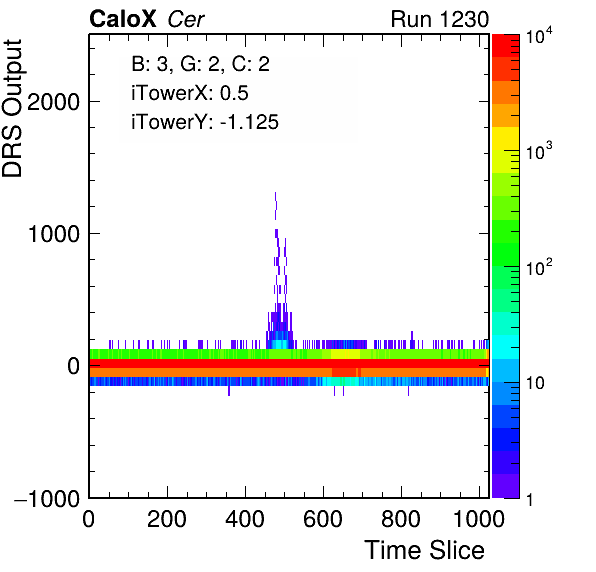 CaloX Cer Run 1230
B: 3, G: 2, C: 2
iTowerX: 0.5
iTowerY: -1.125
DRS Output
2000
1000
0
−1000
0 200 400 600 800 1000
Time Slice
10^4
10^3
10^2
10
1